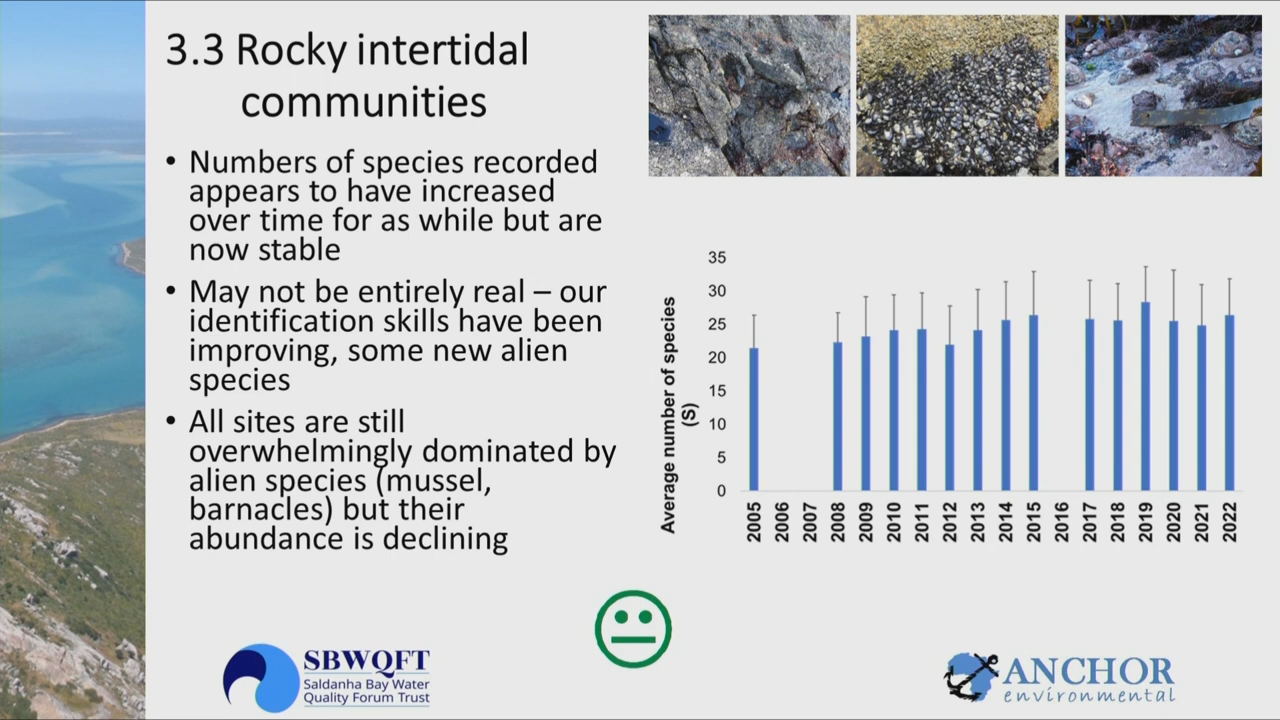 3.3 Rocky intertidal
communities
• Numbers of species recorded
appears to have increased
over time for as while but are
now stable
• May not be entirely real – our
identification skills have been
improving, some new alien
species
• All sites are still
overwhelmingly dominated by
alien species (mussel,
barnacles) but their
abundance is declining
Average number of species
(S)
35
30
25
20
15
10
5
0
2005 2006 2007 2008 2009 2010 2011 2012 2013 2014 2015 2016 2017 2018 2019 2020 2021 2022
SBWQFT
Saldanha Bay Water
Quality Forum Trust
ANCHOR
environmental